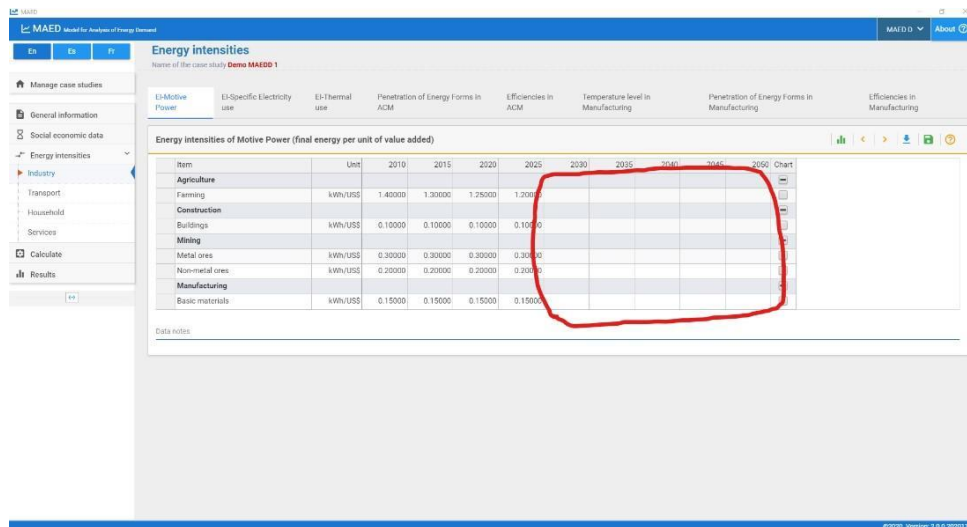 MAED
MAED Model for Analysis of Energy Demand
MAED D
About
En Es Fr
Energy intensities
Name of the case study Demo MAEDD 1
Manage case studies
General information
Social economic data
Energy intensities
Industry
Transport
Household
Services
Calculate
Results
EI-Motive Power
EI-Specific Electricity use
EI-Thermal use
Penetration of Energy Forms in ACM
Efficiencies in ACM
Temperature level in Manufacturing
Penetration of Energy Forms in Manufacturing
Efficiencies in Manufacturing
Energy intensities of Motive Power (final energy per unit of value added)
Item Unit 2010 2015 2020 2025 2030 2035 2040 2045 2050 Chart
Agriculture
Farming kWh/US$ 1.40000 1.30000 1.25000 1.20000
Construction
Buildings kWh/US$ 0.10000 0.10000 0.10000 0.10000
Mining
Metal ores kWh/US$ 0.30000 0.30000 0.30000 0.30000
Non-metal ores kWh/US$ 0.20000 0.20000 0.20000 0.20000
Manufacturing
Basic materials kWh/US$ 0.15000 0.15000 0.15000 0.15000
Data notes